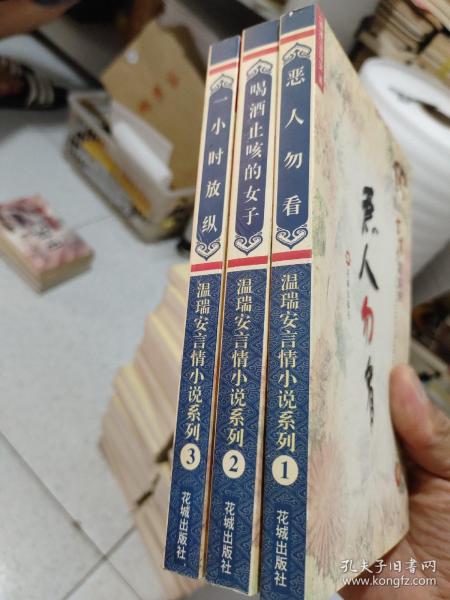 一小时放纵
温瑞安言情小说系列
3
花城出版社
喝酒止咳的女子
温瑞安言情小说系列
2
花城出版社
恶人勿看
温瑞安言情小说系列
1
花城出版社
恶人勿看
孔夫子旧书网
www.kongfz.com